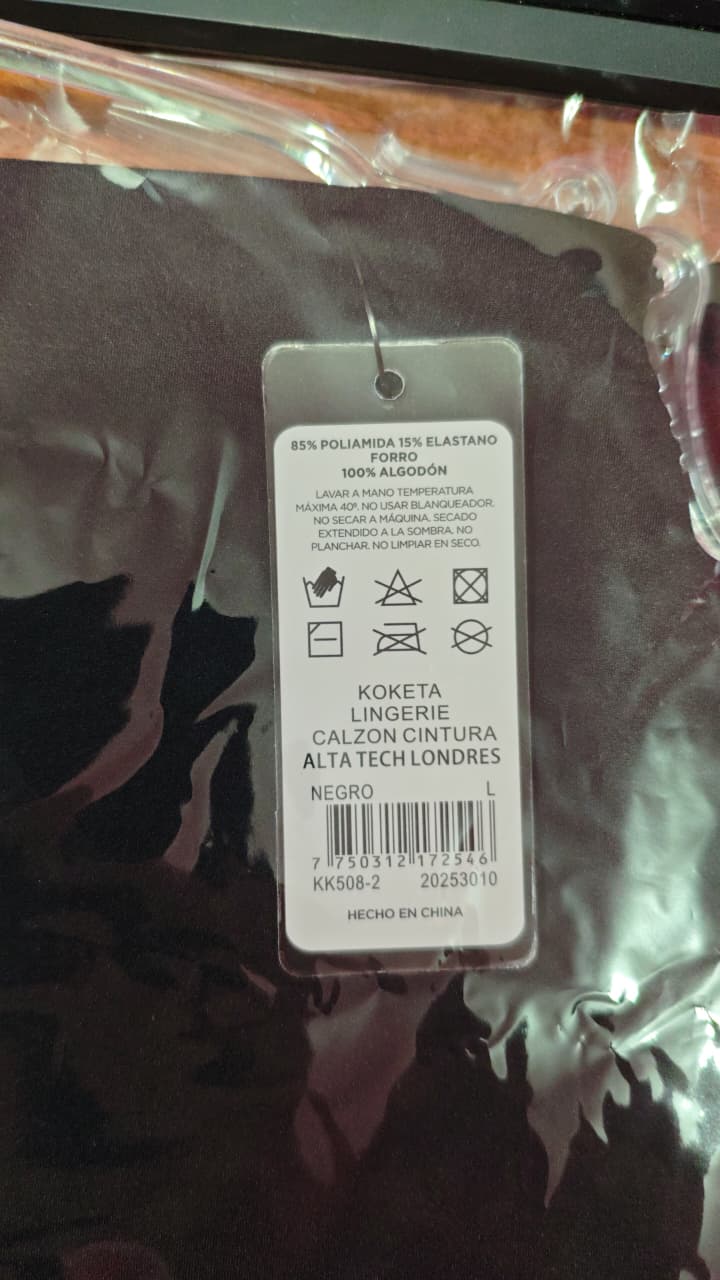 85% POLIAMIDA 15% ELASTANO
FORRO
100% ALGODÓN
LAVAR A MANO TEMPERATURA
MÁXIMA 40º. NO USAR BLANQUEADOR.
NO SECAR A MÁQUINA. SECADO
EXTENDIDO A LA SOMBRA. NO
PLANCHAR. NO LIMPIAR EN SECO.
KOKETA
LINGERIE
CALZON CINTURA
ALTA TECH LONDRES
NEGRO L
7 750312 172546
KK508-2 20253010
HECHO EN CHINA